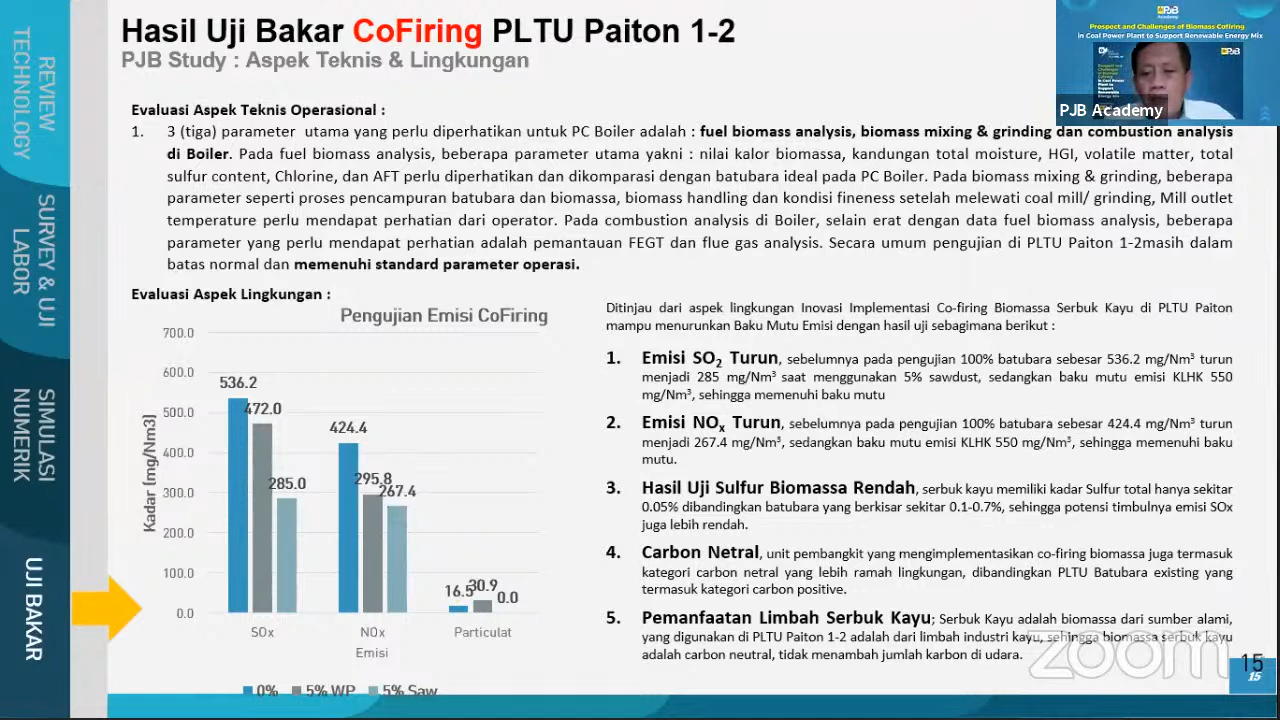 Hasil Uji Bakar CoFiring PLTU Paiton 1-2
PJB Study : Aspek Teknis & Lingkungan
PJB
Academy
Prospect and Challenges of Biomass Cofiring
in Coal Power Plant to Support Renewable Energy Mix
PJB
PJB Academy
REVIEW
TECHNOLOGY
SURVEY & UJI
LABOR
SIMULASI
NUMERIK
UJI BAKAR
Evaluasi Aspek Teknis Operasional :
1. 3 (tiga) parameter utama yang perlu diperhatikan untuk PC Boiler adalah : fuel biomass analysis, biomass mixing & grinding dan combustion analysis
di Boiler. Pada fuel biomass analysis, beberapa parameter utama yakni : nilai kalor biomassa, kandungan total moisture, HGI, volatile matter, total
sulfur content, Chlorine, dan AFT perlu diperhatikan dan dikomparasi dengan batubara ideal pada PC Boiler. Pada biomass mixing & grinding, beberapa
parameter seperti proses pencampuran batubara dan biomassa, biomass handling dan kondisi fineness setelah melewati coal mill/ grinding, Mill outlet
temperature perlu mendapat perhatian dari operator. Pada combustion analysis di Boiler, selain erat dengan data fuel biomass analysis, beberapa
parameter yang perlu mendapat perhatian adalah pemantauan FEGT dan flue gas analysis. Secara umum pengujian di PLTU Paiton 1-2masih dalam
batas normal dan memenuhi standard parameter operasi.
Evaluasi Aspek Lingkungan :
Pengujian Emisi CoFiring
Kadar (mg/Nm3)
700.0
600.0
500.0
400.0
300.0
200.0
100.0
0.0
536.2
472.0
285.0
424.4
295.8
267.4
16.5
30.9
0.0
SOx
NOx
Particulat
Emisi
0% 5% WP 5% Saw
Ditinjau dari aspek lingkungan Inovasi Implementasi Co-firing Biomassa Serbuk Kayu di PLTU Paiton
mampu menurunkan Baku Mutu Emisi dengan hasil uji sebagimana berikut :
1. Emisi SO₂ Turun, sebelumnya pada pengujian 100% batubara sebesar 536.2 mg/Nm³ turun
menjadi 285 mg/Nm³ saat menggunakan 5% sawdust, sedangkan baku mutu emisi KLHK 550
mg/Nm³, sehingga memenuhi baku mutu
2. Emisi NOₓ Turun, sebelumnya pada pengujian 100% batubara sebesar 424.4 mg/Nm³ turun
menjadi 267.4 mg/Nm³, sedangkan baku mutu emisi KLHK 550 mg/Nm³, sehingga memenuhi baku
mutu.
3. Hasil Uji Sulfur Biomassa Rendah, serbuk kayu memiliki kadar Sulfur total hanya sekitar
0.05% dibandingkan batubara yang berkisar sekitar 0.1-0.7%, sehingga potensi timbulnya emisi SOx
juga lebih rendah.
4. Carbon Netral, unit pembangkit yang mengimplementasikan co-firing biomassa juga termasuk
kategori carbon netral yang lebih ramah lingkungan, dibandingkan PLTU Batubara existing yang
termasuk kategori carbon positive.
5. Pemanfaatan Limbah Serbuk Kayu; Serbuk Kayu adalah biomassa dari sumber alami,
yang digunakan di PLTU Paiton 1-2 adalah dari limbah industri kayu, sehingga biomassa serbuk kayu
adalah carbon neutral, tidak menambah jumlah karbon di udara.
zoom
15
15